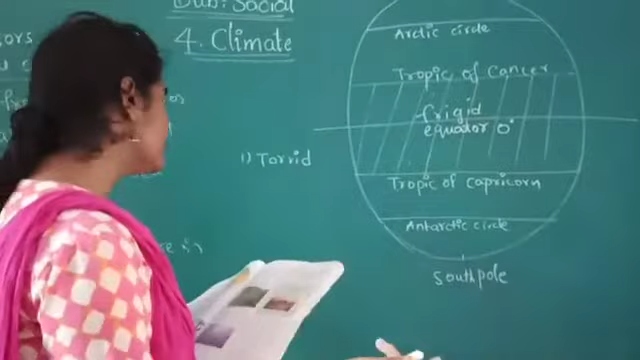 Sub: Social
4. Climate
Arctic circle
Tropic of Cancer
frigid
equador 0°
1) Torrid
Tropic of capricorn
Antarctic circle
southpole